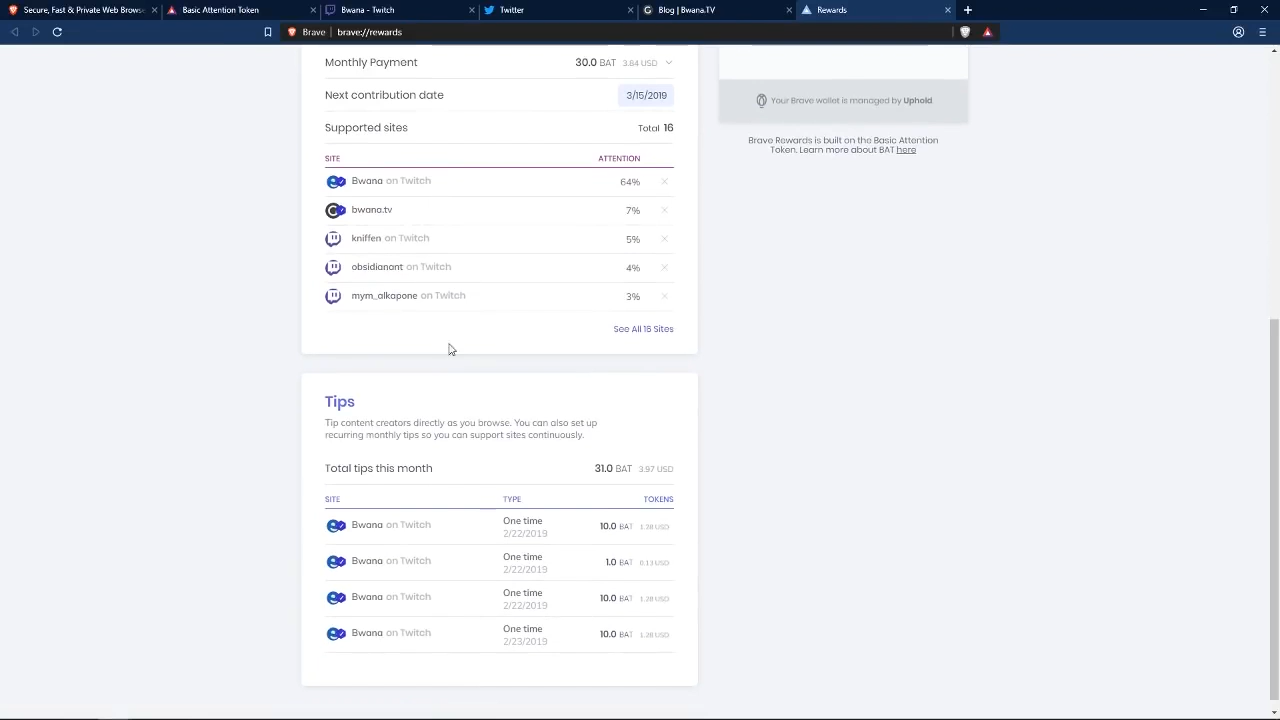 Secure, Fast & Private Web Browse
Basic Attention Token
Bwana - Twitch
Twitter
Blog | Bwana.TV
Rewards
Brave
brave://rewards
Monthly Payment 30.0 BAT 3.84 USD
Next contribution date 3/15/2019
Supported sites Total 16
SITE ATTENTION
Bwana on Twitch 64%
bwana.tv 7%
kniffen on Twitch 5%
obsidianant on Twitch 4%
mym_alkapone on Twitch 3%
See All 16 Sites
Your Brave wallet is managed by Uphold
Brave Rewards is built on the Basic Attention
Token. Learn more about BAT here
Tips
Tip content creators directly as you browse. You can also set up
recurring monthly tips so you can support sites continuously.
Total tips this month 31.0 BAT 3.97 USD
SITE TYPE TOKENS
Bwana on Twitch One time 10.0 BAT 1.28 USD
2/22/2019
Bwana on Twitch One time 1.0 BAT 0.13 USD
2/22/2019
Bwana on Twitch One time 10.0 BAT 1.28 USD
2/22/2019
Bwana on Twitch One time 10.0 BAT 1.28 USD
2/23/2019